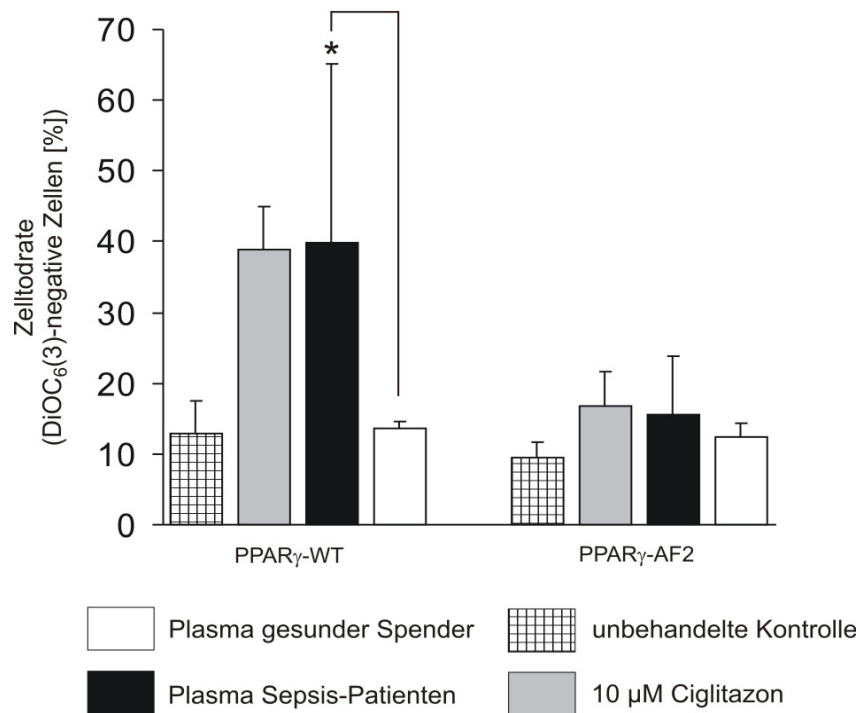 Zelltodrate
(DiOC₆(3)-negative Zellen [%])
70
60
50
40
30
20
10
0
*
PPARγ-WT
PPARγ-AF2
Plasma gesunder Spender
unbehandelte Kontrolle
Plasma Sepsis-Patienten
10 µM Ciglitazon